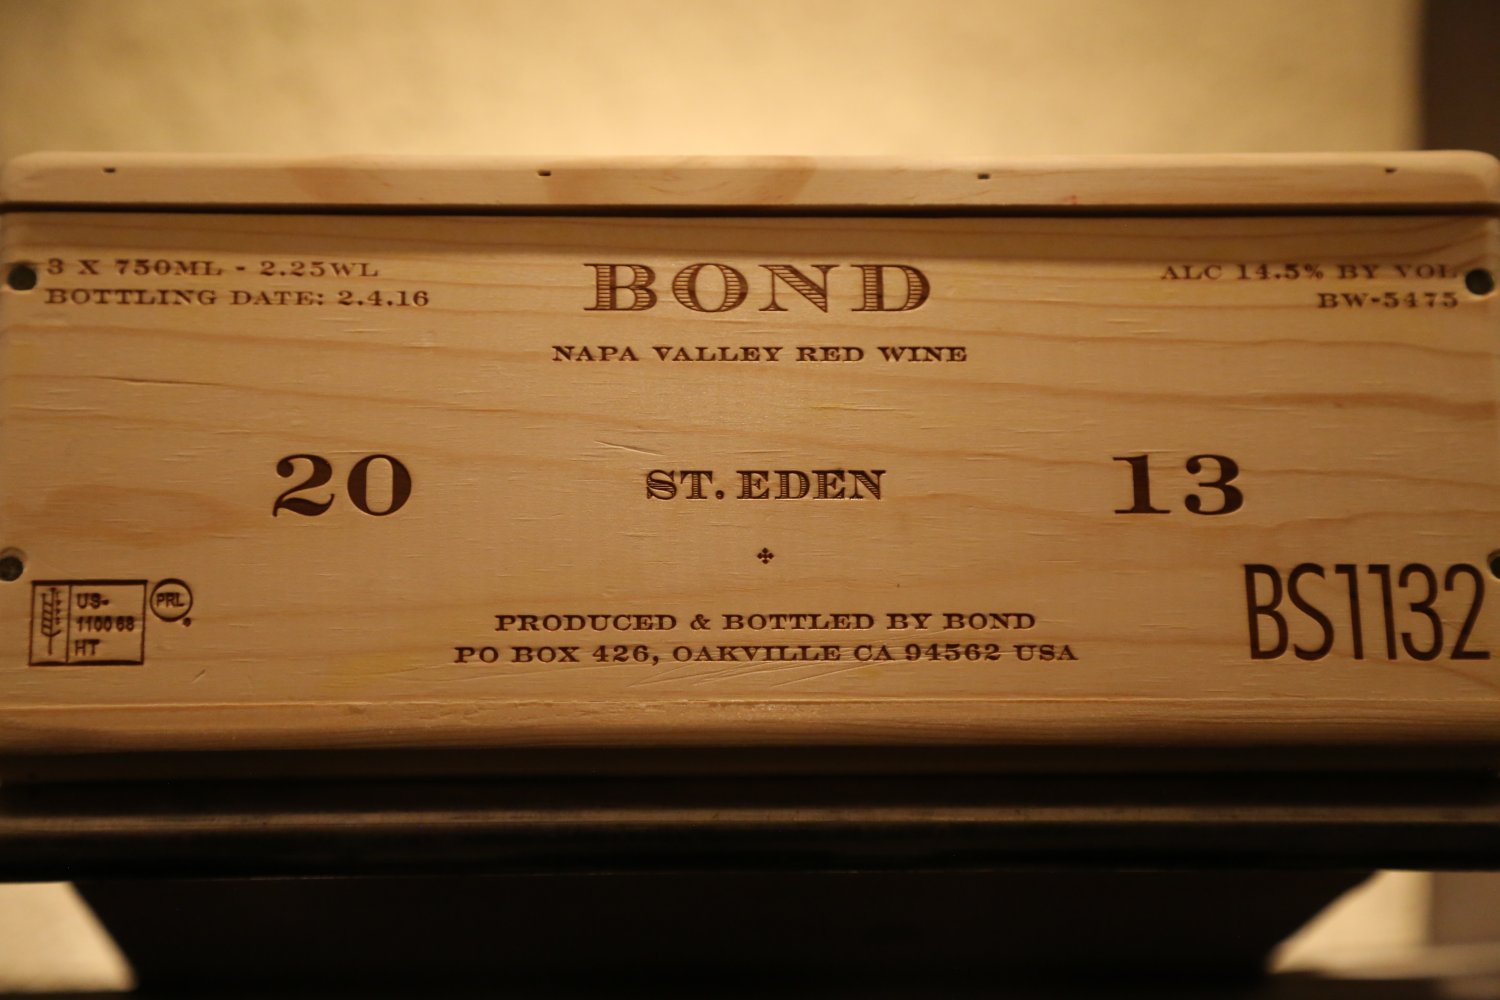 3 X 750ML - 2.25WL
BOTTLING DATE: 2.4.16
BOND
NAPA VALLEY RED WINE
ALC 14.5% BY VOL
BW-5475
20
ST. EDEN
13
US-
110068
HT
PRL
BS1132
PRODUCED & BOTTLED BY BOND
PO BOX 426, OAKVILLE CA 94562 USA